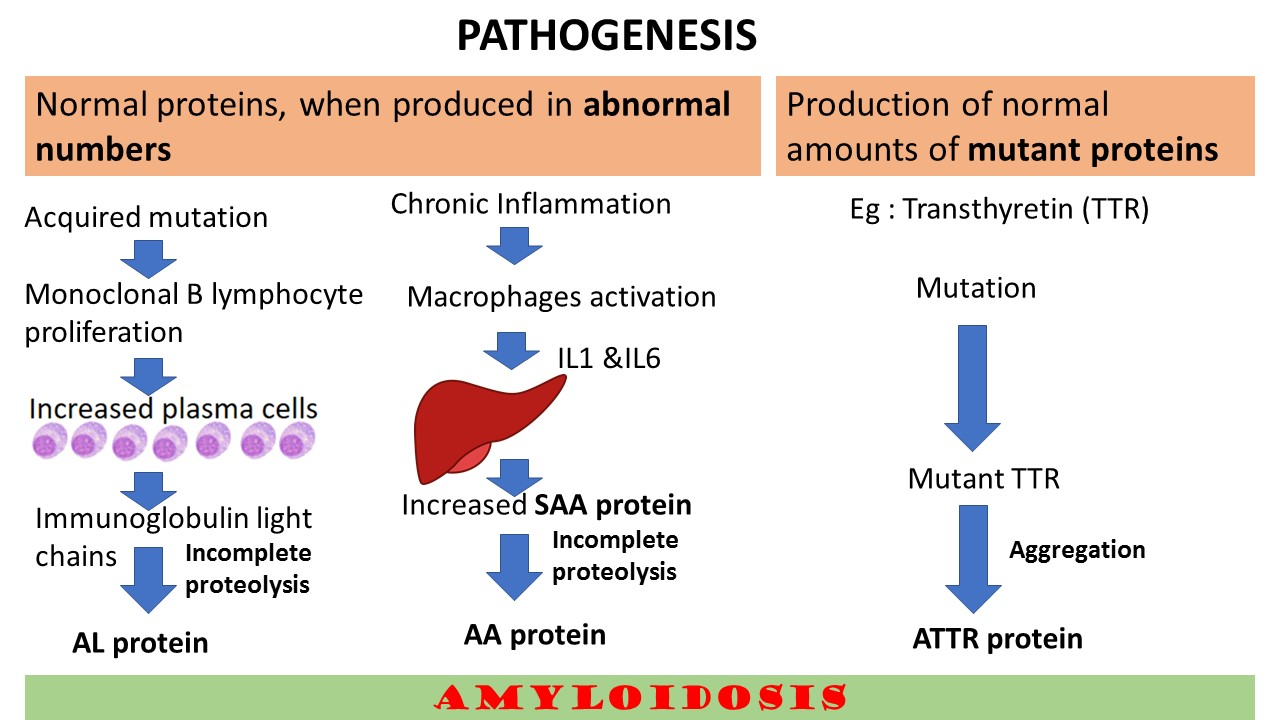 PATHOGENESIS
Normal proteins, when produced in abnormal
numbers
Acquired mutation
Monoclonal B lymphocyte
proliferation
Increased plasma cells
Immunoglobulin light
chains
Incomplete
proteolysis
AL protein
Chronic Inflammation
Macrophages activation
IL1 &IL6
Increased SAA protein
Incomplete
proteolysis
AA protein
Production of normal
amounts of mutant proteins
Eg : Transthyretin (TTR)
Mutation
Mutant TTR
Aggregation
ATTR protein
AMYLOIDOSIS